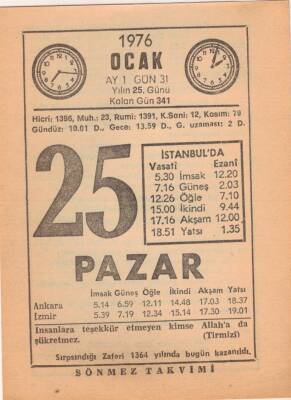 1976
OCAK
AY 1 GÜN 31
Yılın 25. Günü
Kalan Gün 341
Hicri: 1396, Muh.: 23, Rumi: 1391, K.Sani: 12, Kasım: 79
Gündüz: 10.01 D., Gece: 13.59 D., G. uzaması: 2 D.
25
İSTANBUL'DA
Vasati Ezani
5.30 İmsak 12.20
7.16 Güneş 2.03
12.26 Öğle 7.10
15.00 İkindi 9.44
17.16 Akşam 12.00
18.51 Yatsı 1.35
PAZAR
İmsak Güneş Öğle İkindi Akşam Yatsı
Ankara 5.14 6.59 12.11 14.48 17.03 18.37
İzmir 5.39 7.19 12.34 15.14 17.30 19.01
İnsanlara teşekkür etmeyen kimse Allah'a da
şükretmez. (Tirmizi)
Sırpsındığı Zaferi 1364 yılında bugün kazanıldı.
SÖNMEZ TAKVİMİ